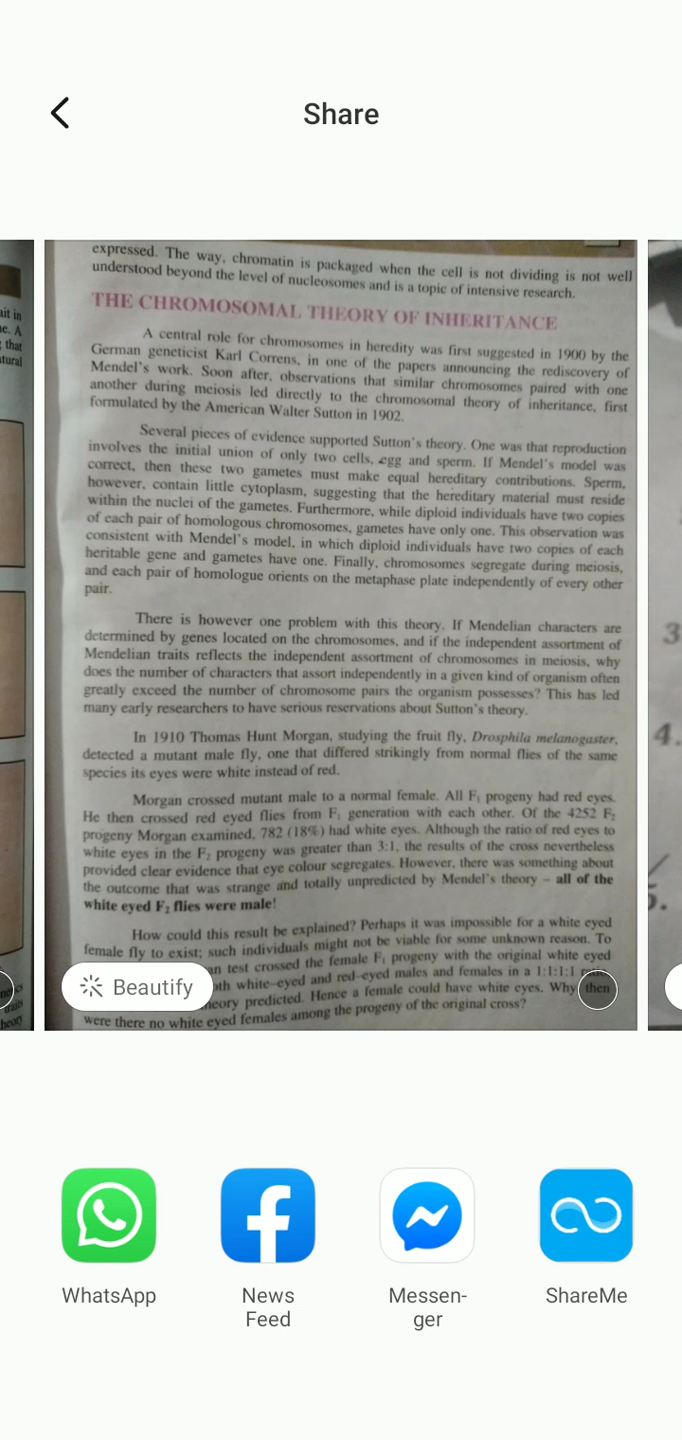 Share
expressed. The way, chromatin is packaged when the cell is not dividing is not well
understood beyond the level of nucleosomes and is a topic of intensive research.
THE CHROMOSOMAL THEORY OF INHERITANCE
A central role for chromosomes in heredity was first suggested in 1900 by the
German geneticist Karl Correns, in one of the papers announcing the rediscovery of
Mendel's work. Soon after, observations that similar chromosomes paired with one
another during meiosis led directly to the chromosomal theory of inheritance, first
formulated by the American Walter Sutton in 1902.
Several pieces of evidence supported Sutton's theory. One was that reproduction
involves the initial union of only two cells, egg and sperm. If Mendel's model was
correct, then these two gametes must make equal hereditary contributions. Sperm,
however, contain little cytoplasm, suggesting that the hereditary material must reside
within the nuclei of the gametes. Furthermore, while diploid individuals have two copies
of each pair of homologous chromosomes, gametes have only one. This observation was
consistent with Mendel's model, in which diploid individuals have two copies of each
heritable gene and gametes have one. Finally, chromosomes segregate during meiosis,
and each pair of homologue orients on the metaphase plate independently of every other
pair.
There is however one problem with this theory. If Mendelian characters are
determined by genes located on the chromosomes, and if the independent assortment of
Mendelian traits reflects the independent assortment of chromosomes in meiosis, why
does the number of characters that assort independently in a given kind of organism often
greatly exceed the number of chromosome pairs the organism possesses? This has led
many early researchers to have serious reservations about Sutton's theory.
In 1910 Thomas Hunt Morgan, studying the fruit fly, Drosphila melanogaster,
detected a mutant male fly, one that differed strikingly from normal flies of the same
species its eyes were white instead of red.
Morgan crossed mutant male to a normal female. All F₁ progeny had red eyes.
He then crossed red eyed flies from F₁ generation with each other. Of the 4252 F₂
progeny Morgan examined, 782 (18%) had white eyes. Although the ratio of red eyes to
white eyes in the F₂ progeny was greater than 3:1, the results of the cross nevertheless
provided clear evidence that eye colour segregates. However, there was something about
the outcome that was strange and totally unpredicted by Mendel's theory – all of the
white eyed F₂ flies were male!
How could this result be explained? Perhaps it was impossible for a white eyed
female fly to exist; such individuals might not be viable for some unknown reason. To
an test crossed the female F₁ progeny with the original white eyed
oth white-eyed and red-eyed males and females in a 1:1:1:1
heory predicted. Hence a female could have white eyes. Why then
were there no white eyed females among the progeny of the original cross?
Beautify
ait in
ne. A
that
atural
traits
heory
3
4.
5.
WhatsApp
News
Feed
Messen-
ger
ShareMe